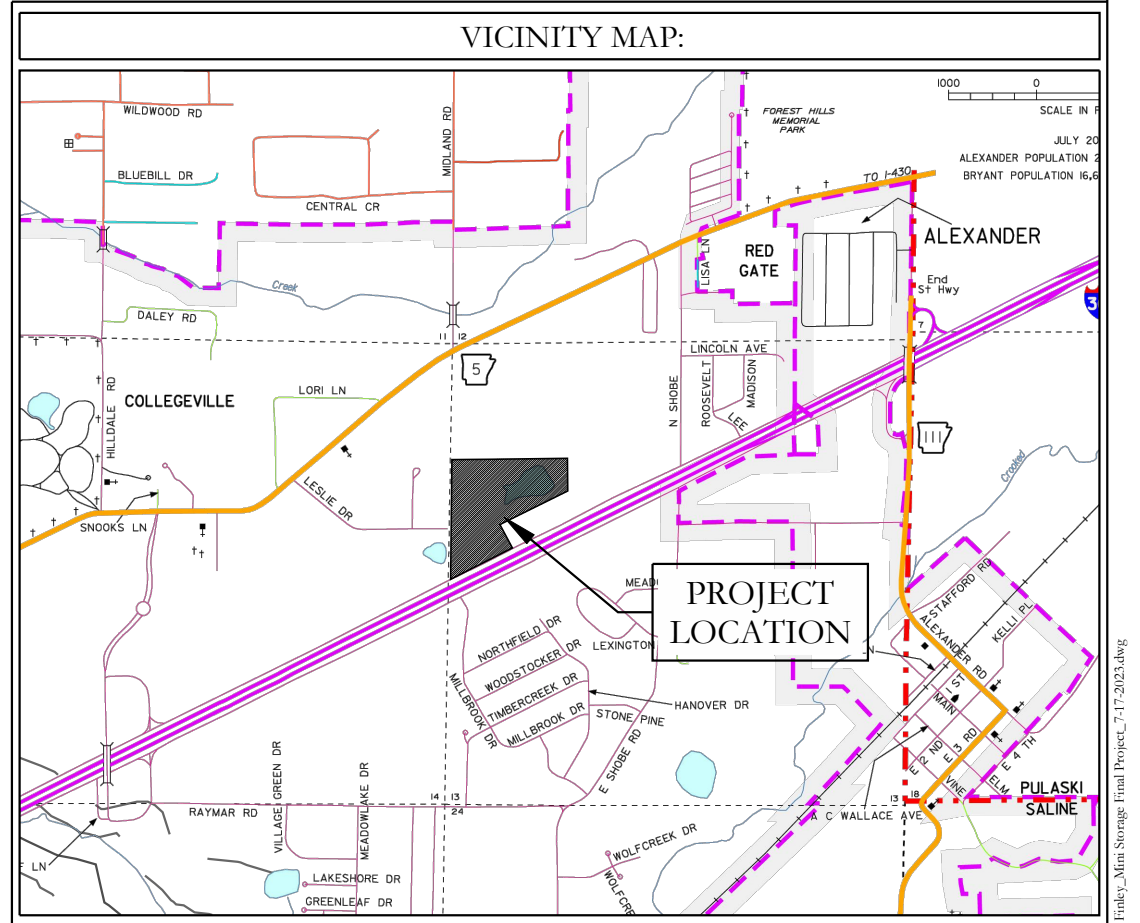 VICINITY MAP:
1000 0
SCALE IN F
JULY 20
ALEXANDER POPULATION 2
BRYANT POPULATION 16,6
FOREST HILLS
MEMORIAL
PARK
WILDWOOD RD
MIDLAND RD
BLUEBILL DR
CENTRAL CR
TO I-430
ALEXANDER
RED
GATE
LISA LN
End
St Hwy
3
7
Creek
DALEY RD
11 12
5
LINCOLN AVE
N SHOBE
ROOSEVELT
MADISON
LEE
LORI LN
COLLEGEVILLE
HILLDALE RD
111
Crooked
LESLIE DR
SNOOKS LN
PROJECT
LOCATION
MEAD
LEXINGTON
N
STAFFORD RD
KELLI PL
ALEXANDER RD
1 ST
MAIN
E 2 ND
E 3 RD
E 4 TH
VINE
ELM
NORTHFIELD DR
WOODSTOCKER DR
TIMBERCREEK DR
MILLBROOK DR
MILLBROOK DR
HANOVER DR
STONE PINE
E SHOBE RD
PULASKI
SALINE
14 13
24
13 18
A C WALLACE AVE
RAYMAR RD
VILLAGE GREEN DR
MEADOWLAKE DR
WOLFCREEK DR
WOLFCRE
F LN
LAKESHORE DR
GREENLEAF DR
Finley_Mini Storage Final Project_7-17-2023.dwg